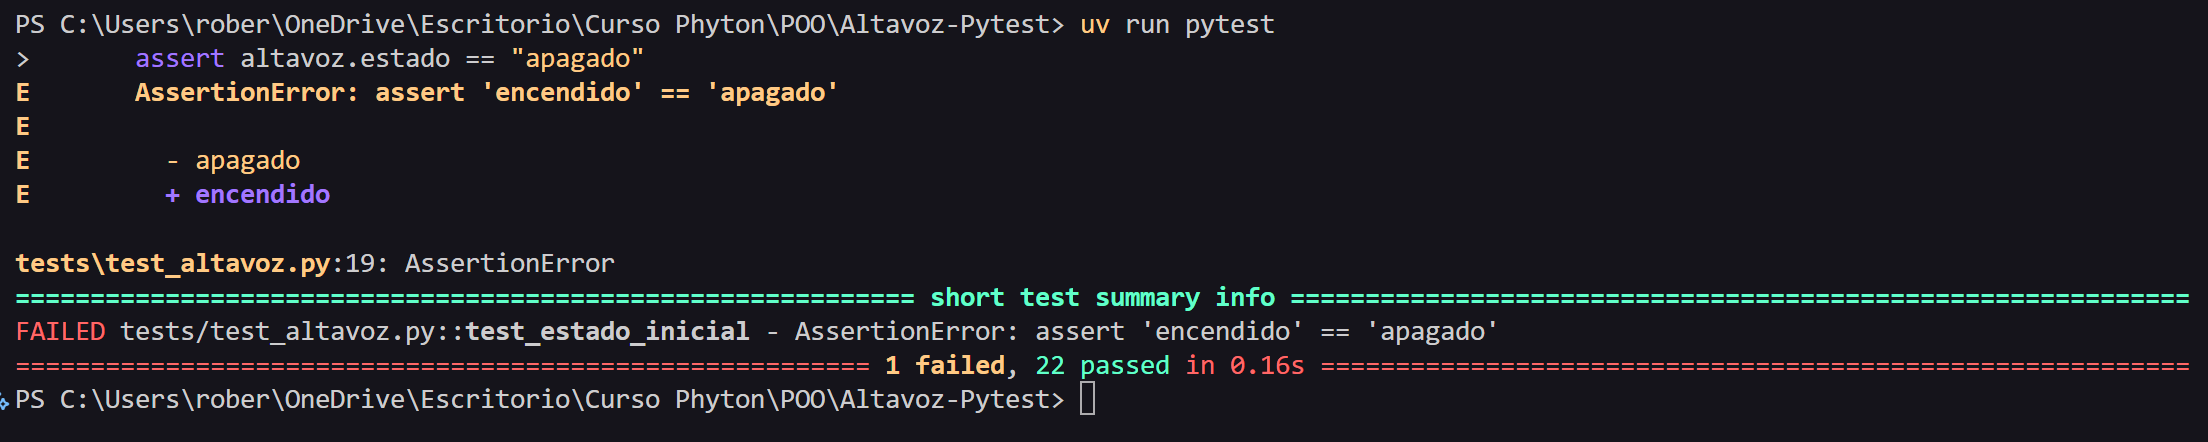 PS C:\Users\rober\OneDrive\Escritorio\Curso Phyton\POO\Altavoz-Pytest> uv run pytest
>       assert altavoz.estado == "apagado"
E       AssertionError: assert 'encendido' == 'apagado'
E
E         - apagado
E         + encendido
tests\test_altavoz.py:19: AssertionError
============================================================ short test summary info ============================================================
FAILED tests/test_altavoz.py::test_estado_inicial - AssertionError: assert 'encendido' == 'apagado'
========================================================= 1 failed, 22 passed in 0.16s ==========================================================
PS C:\Users\rober\OneDrive\Escritorio\Curso Phyton\POO\Altavoz-Pytest>